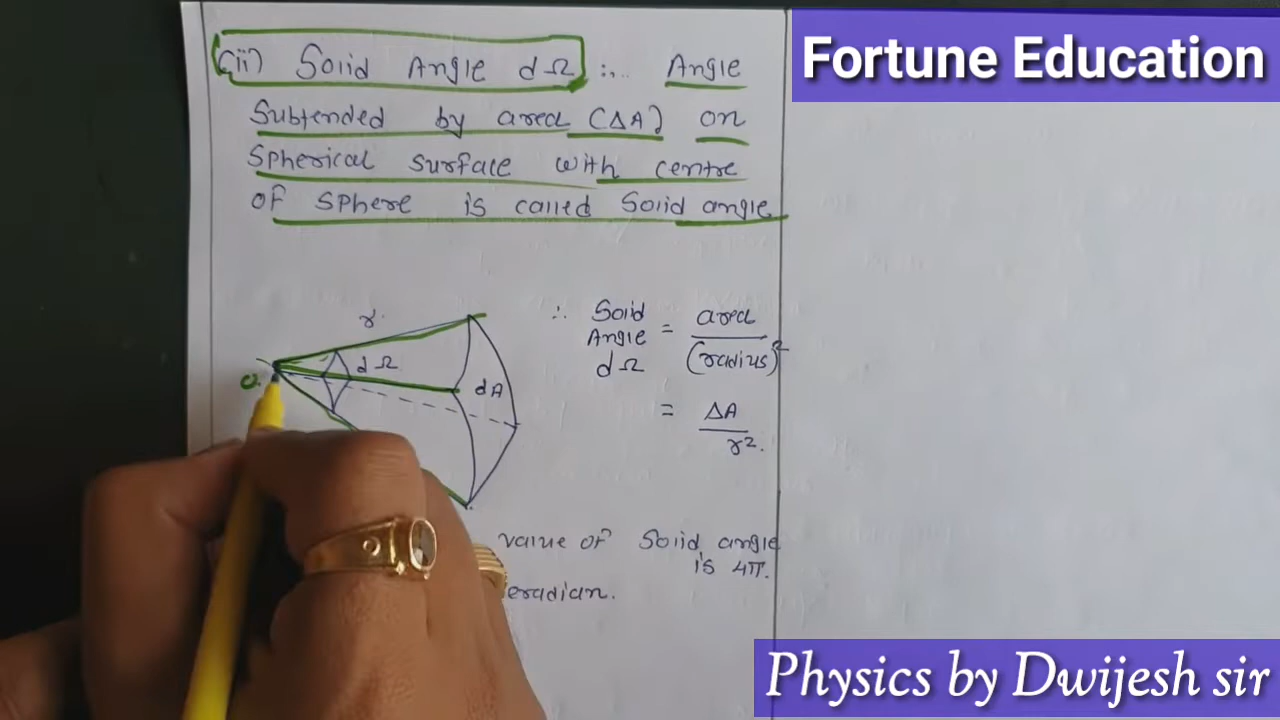 Fortune Education
(ii) Solid Angle dΩ :. Angle
Subtended by area (ΔA) on
Spherical surface with centre
of sphere is called Solid angle
r
dΩ
dA
O
∴ Solid Angle dΩ = area / (radius)²
= ΔA / r².
value of Solid angle
is 4π.
eradian.
Physics by Dwijesh sir